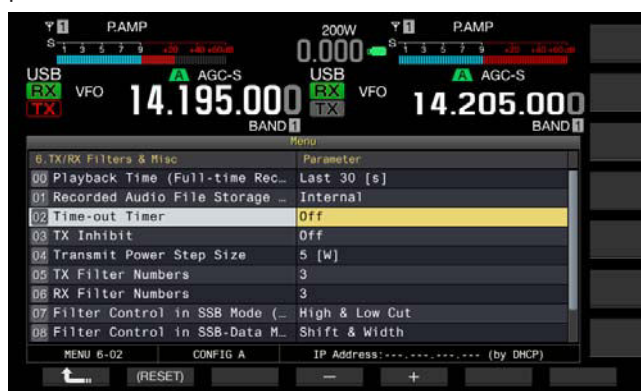 1 P.AMP 200W 1 P.AMP
S 1 3 5 7 9 +20 +40 +60dB 0.000 S 1 3 5 7 9 +20 +40 +60dB
USB A AGC-S USB A AGC-S
RX VFO 14.195.000 RX VFO 14.205.000
TX TX
BAND 1 BAND 1
Menu
6.TX/RX Filters & Misc Parameter
00 Playback Time (Full-time Rec… Last 30 [s]
01 Recorded Audio File Storage … Internal
02 Time-out Timer Off
03 TX Inhibit Off
04 Transmit Power Step Size 5 [W]
05 TX Filter Numbers 3
06 RX Filter Numbers 3
07 Filter Control in SSB Mode (… High & Low Cut
08 Filter Control in SSB-Data M… Shift & Width
MENU 6-02 CONFIG A IP Address:---.---.---.--- (by DHCP)
(RESET) − +